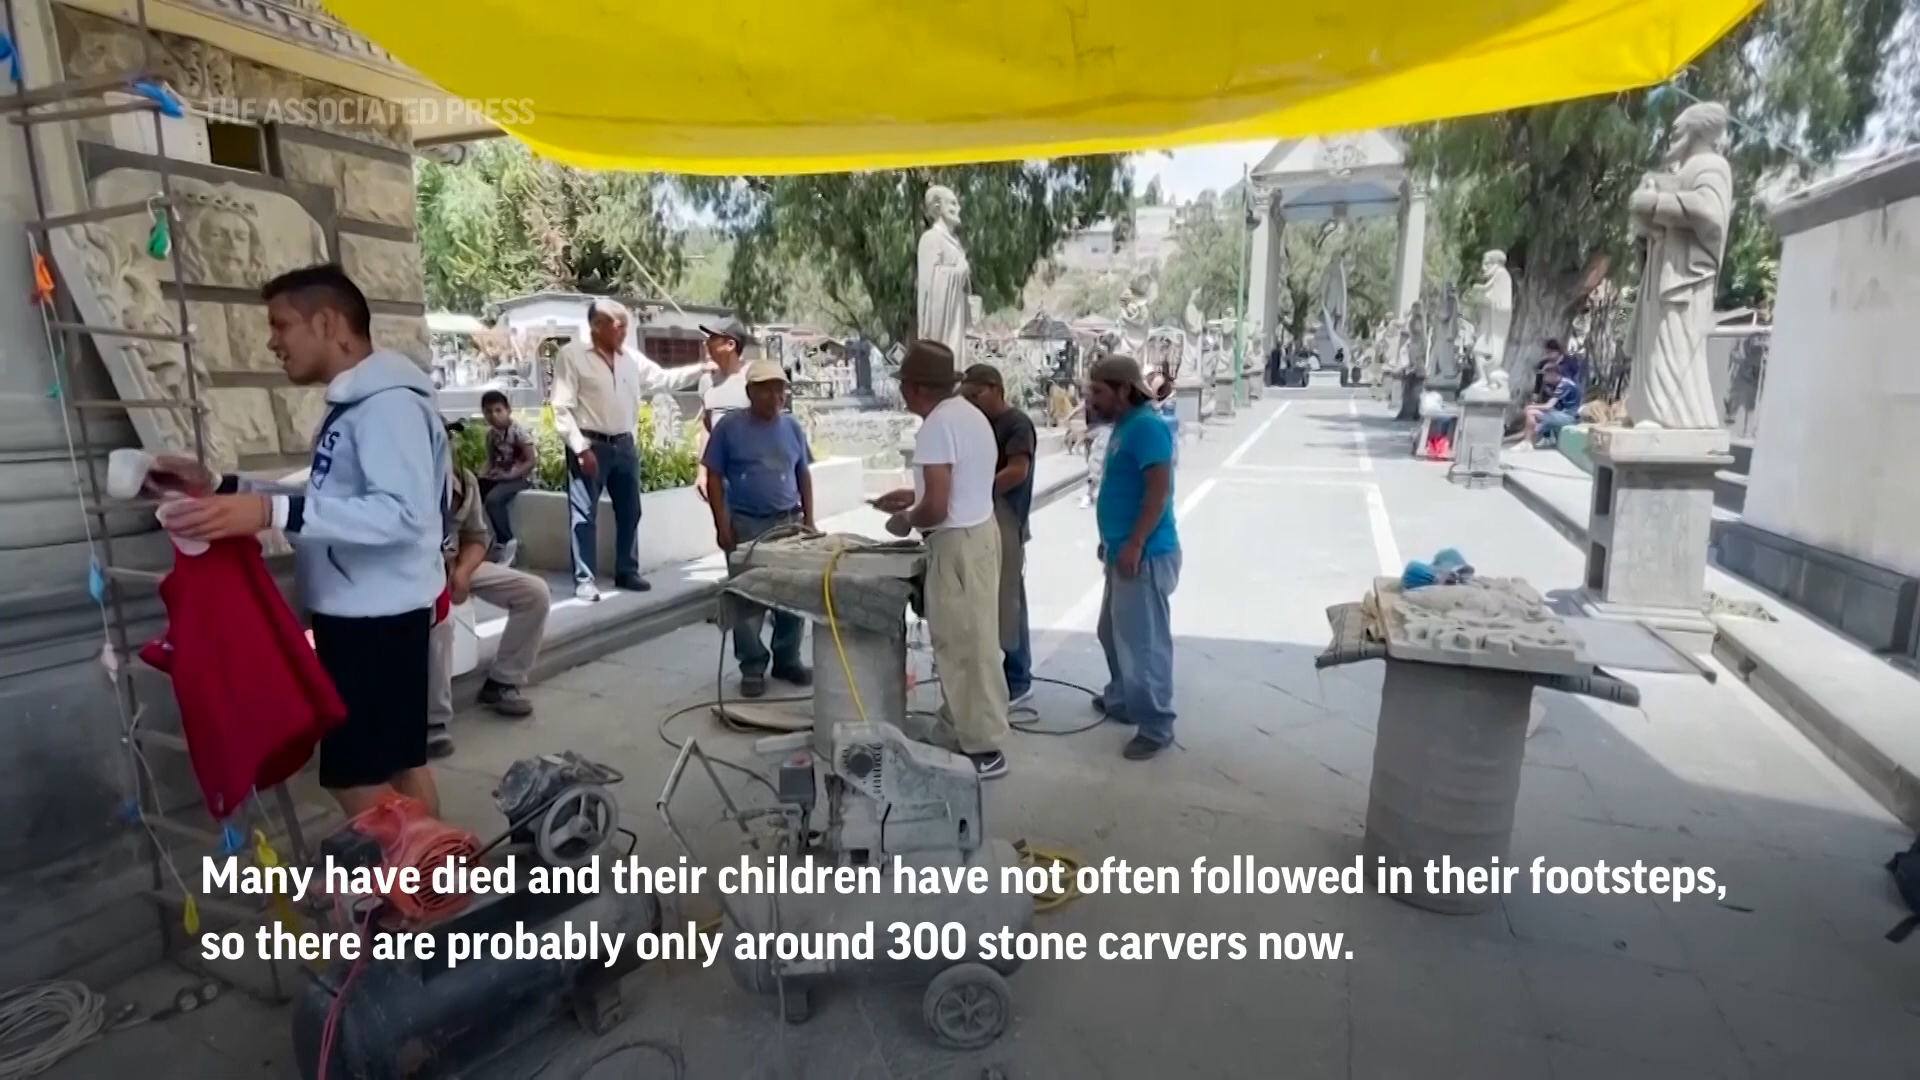 THE ASSOCIATED PRESS
Many have died and their children have not often followed in their footsteps,
so there are probably only around 300 stone carvers now.